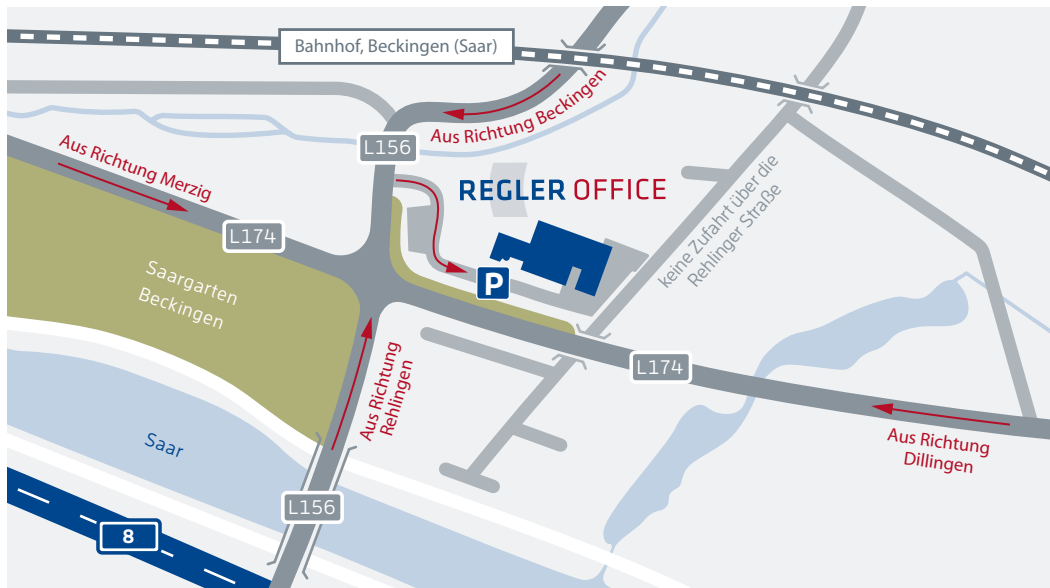 Bahnhof, Beckingen (Saar)
Aus Richtung Beckingen
L156
Aus Richtung Merzig
REGLER OFFICE
keine Zufahrt über die
Rehlinger Straße
L174
Saargarten
Beckingen
P
Aus Richtung
Rehlingen
L174
Aus Richtung
Dillingen
Saar
L156
8